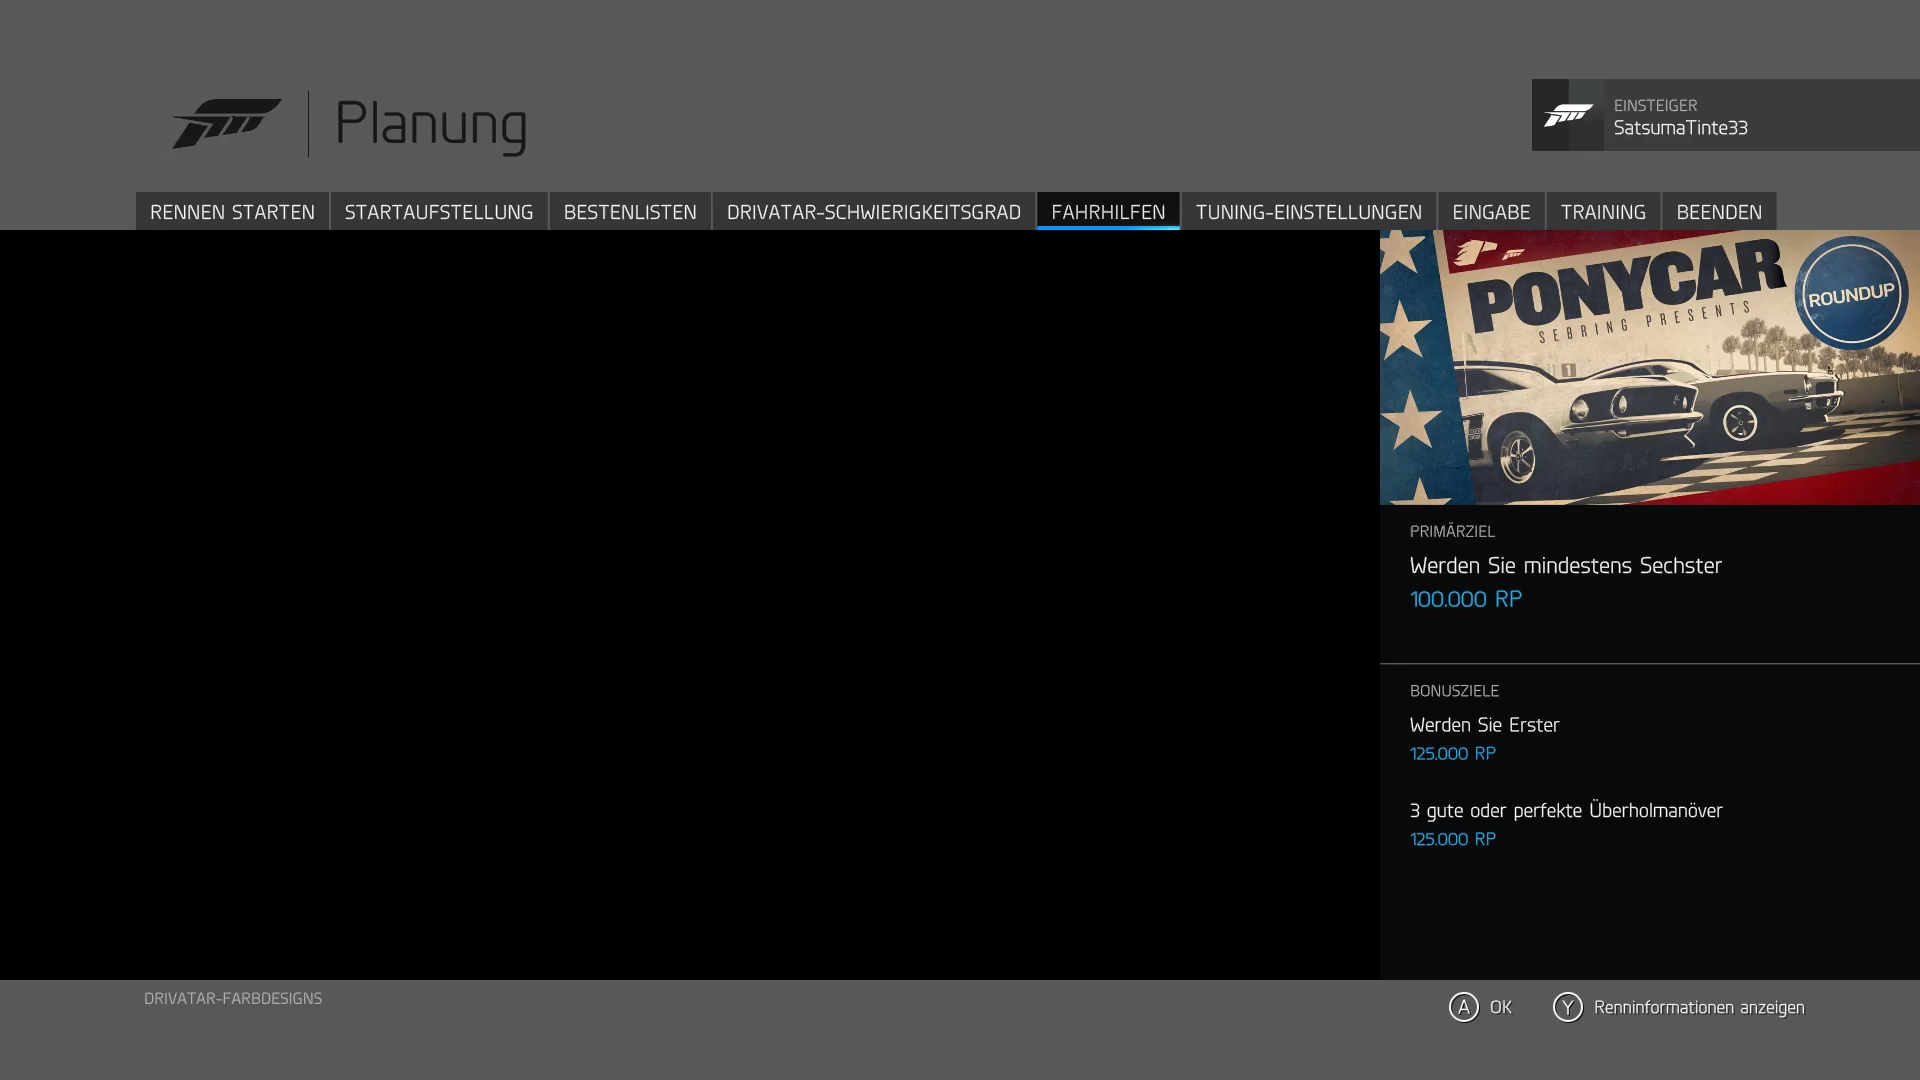 Planung
EINSTEIGER
SatsumaTinte33
RENNEN STARTEN
STARTAUFSTELLUNG
BESTENLISTEN
DRIVATAR-SCHWIERIGKEITSGRAD
FAHRHILFEN
TUNING-EINSTELLUNGEN
EINGABE
TRAINING
BEENDEN
PONYCAR
ROUNDUP
SEBRING PRESENTS
PRIMÄRZIEL
Werden Sie mindestens Sechster
100.000 RP
BONUSZIELE
Werden Sie Erster
125.000 RP
3 gute oder perfekte Überholmanöver
125.000 RP
DRIVATAR-FARBDESIGNS
A OK
Y Renninformationen anzeigen